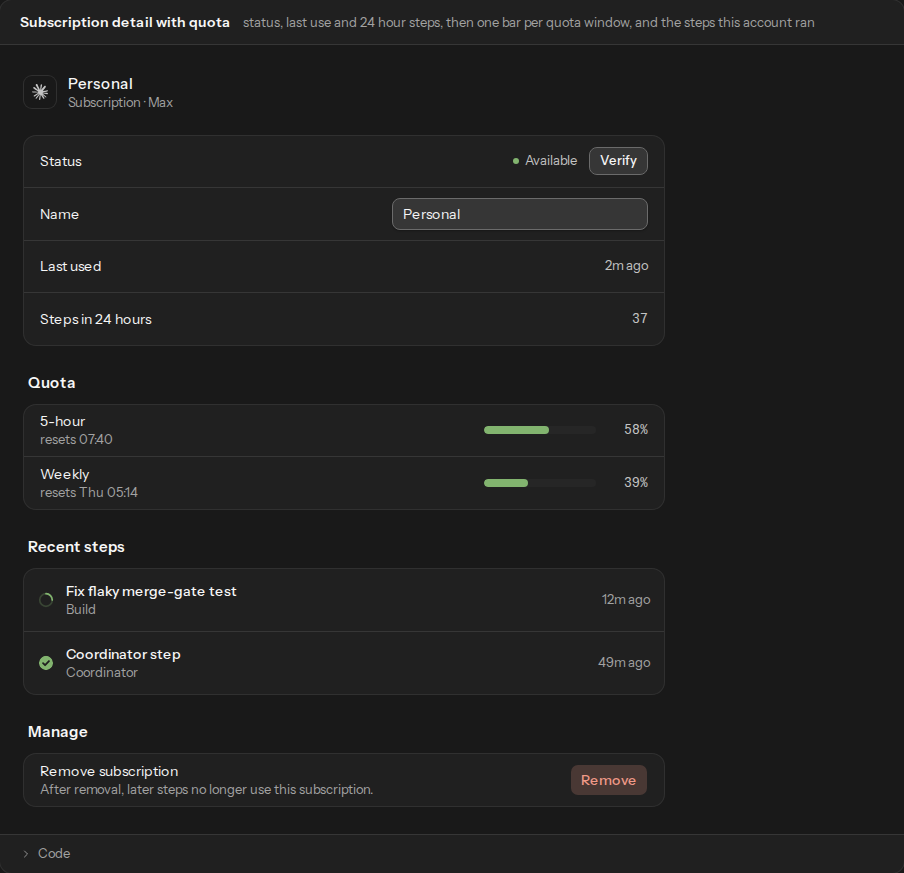 Subscription detail with quota status, last use and 24 hour steps, then one bar per quota window, and the steps this account ran
Personal
Subscription · Max
Status Available Verify
Name Personal
Last used 2m ago
Steps in 24 hours 37
Quota
5-hour
resets 07:40
58%
Weekly
resets Thu 05:14
39%
Recent steps
Fix flaky merge-gate test
Build
12m ago
Coordinator step
Coordinator
49m ago
Manage
Remove subscription
After removal, later steps no longer use this subscription.
Remove
Code